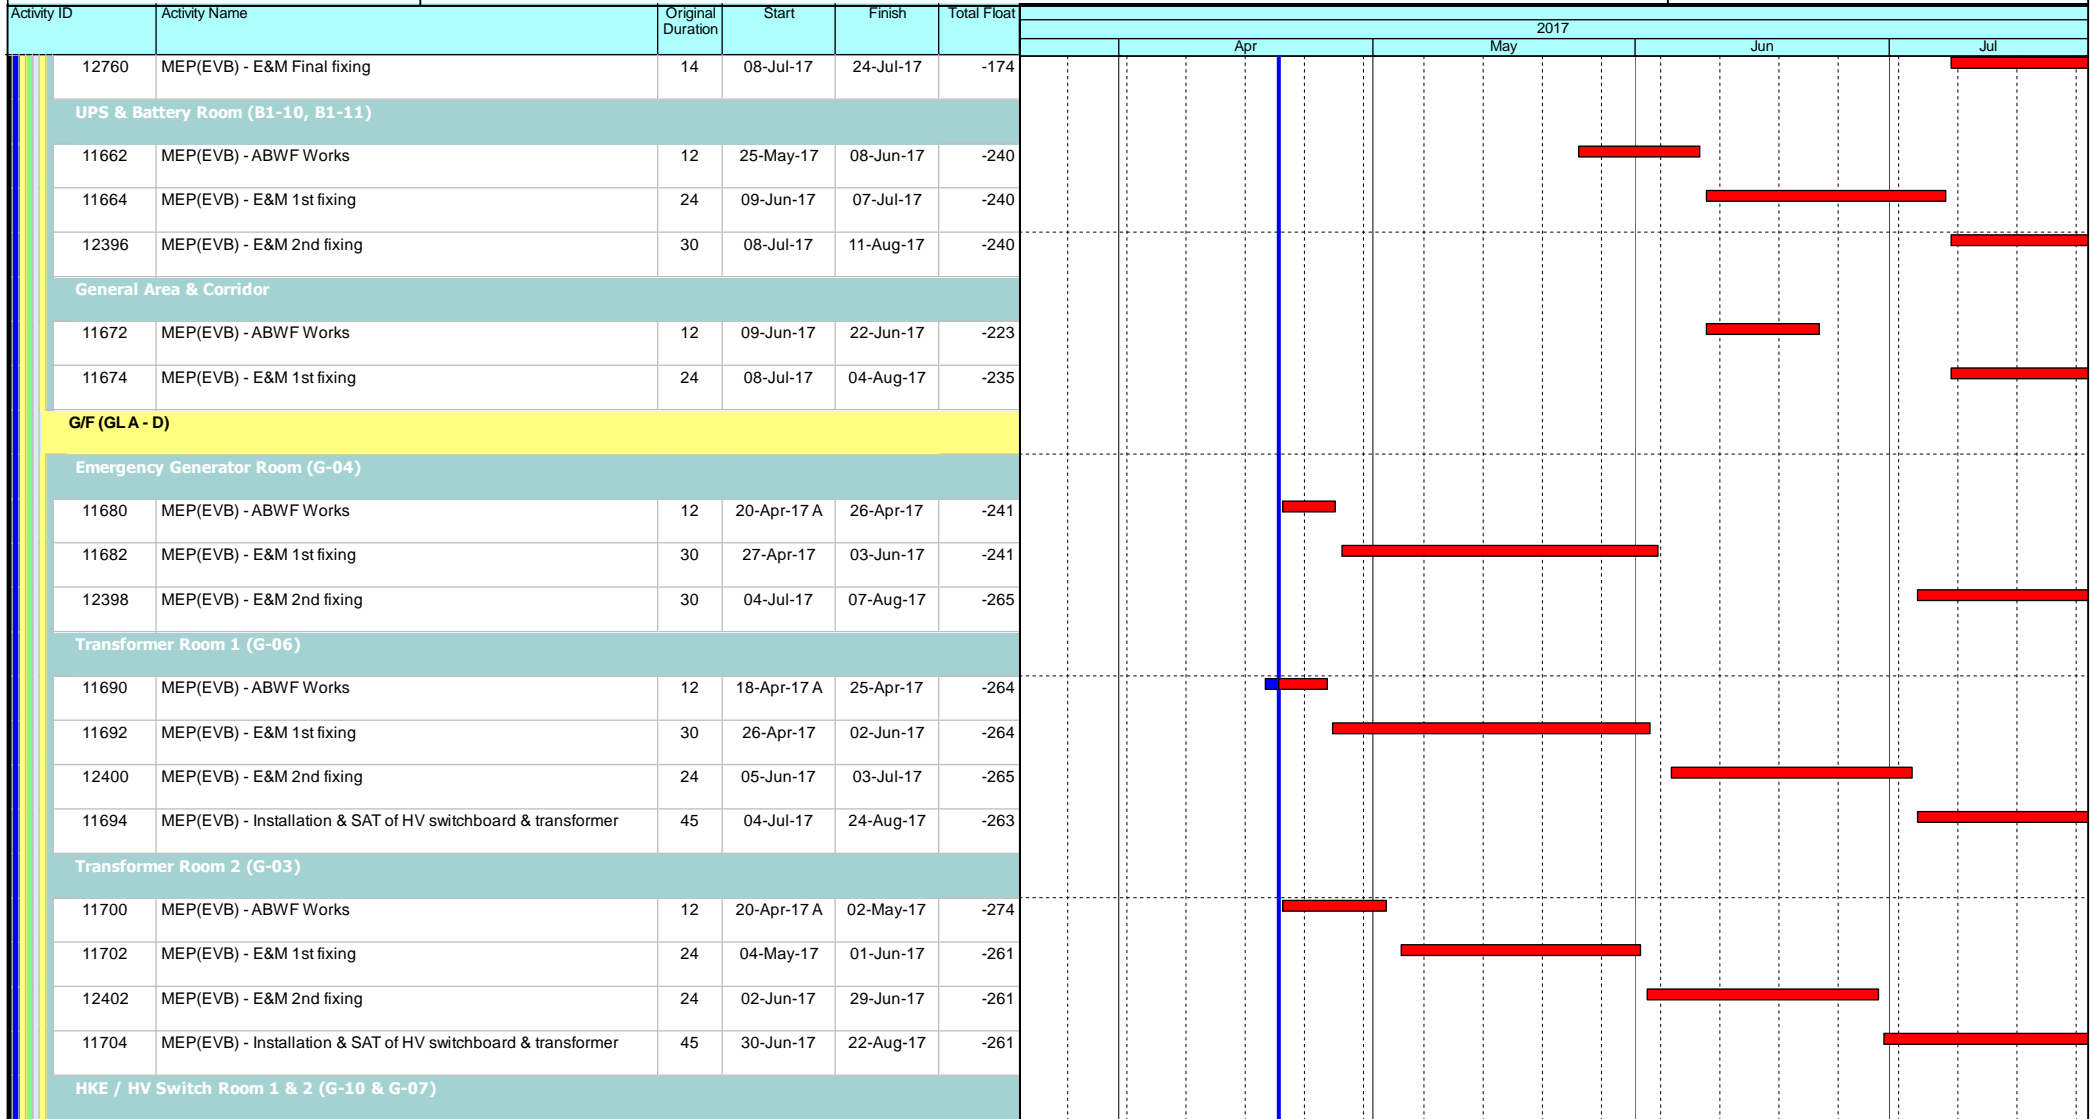 Activity ID Activity Name Original Duration Start Finish Total Float
2017
Apr May Jun Jul
12760 MEP(EVB) - E&M Final fixing 14 08-Jul-17 24-Jul-17 -174
UPS & Battery Room (B1-10, B1-11)
11662 MEP(EVB) - ABWF Works 12 25-May-17 08-Jun-17 -240
11664 MEP(EVB) - E&M 1st fixing 24 09-Jun-17 07-Jul-17 -240
12396 MEP(EVB) - E&M 2nd fixing 30 08-Jul-17 11-Aug-17 -240
General Area & Corridor
11672 MEP(EVB) - ABWF Works 12 09-Jun-17 22-Jun-17 -223
11674 MEP(EVB) - E&M 1st fixing 24 08-Jul-17 04-Aug-17 -235
G/F (GL A - D)
Emergency Generator Room (G-04)
11680 MEP(EVB) - ABWF Works 12 20-Apr-17 A 26-Apr-17 -241
11682 MEP(EVB) - E&M 1st fixing 30 27-Apr-17 03-Jun-17 -241
12398 MEP(EVB) - E&M 2nd fixing 30 04-Jul-17 07-Aug-17 -265
Transformer Room 1 (G-06)
11690 MEP(EVB) - ABWF Works 12 18-Apr-17 A 25-Apr-17 -264
11692 MEP(EVB) - E&M 1st fixing 30 26-Apr-17 02-Jun-17 -264
12400 MEP(EVB) - E&M 2nd fixing 24 05-Jun-17 03-Jul-17 -265
11694 MEP(EVB) - Installation & SAT of HV switchboard & transformer 45 04-Jul-17 24-Aug-17 -263
Transformer Room 2 (G-03)
11700 MEP(EVB) - ABWF Works 12 20-Apr-17 A 02-May-17 -274
11702 MEP(EVB) - E&M 1st fixing 24 04-May-17 01-Jun-17 -261
12402 MEP(EVB) - E&M 2nd fixing 24 02-Jun-17 29-Jun-17 -261
11704 MEP(EVB) - Installation & SAT of HV switchboard & transformer 45 30-Jun-17 22-Aug-17 -261
HKE / HV Switch Room 1 & 2 (G-10 & G-07)